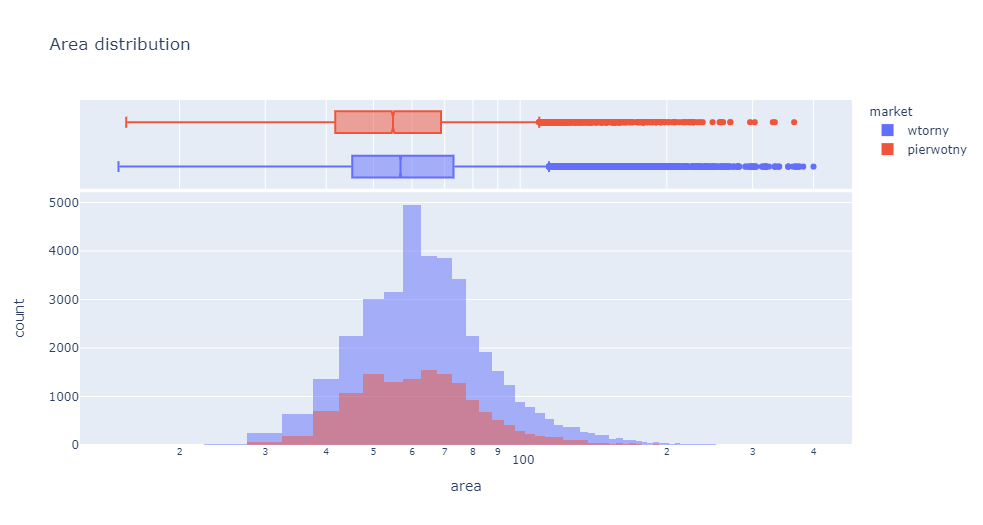 Area distribution
market
wtorny
pierwotny
5000
4000
3000
2000
1000
0
count
2 3 4 5 6 7 8 9 100 2 3 4
area